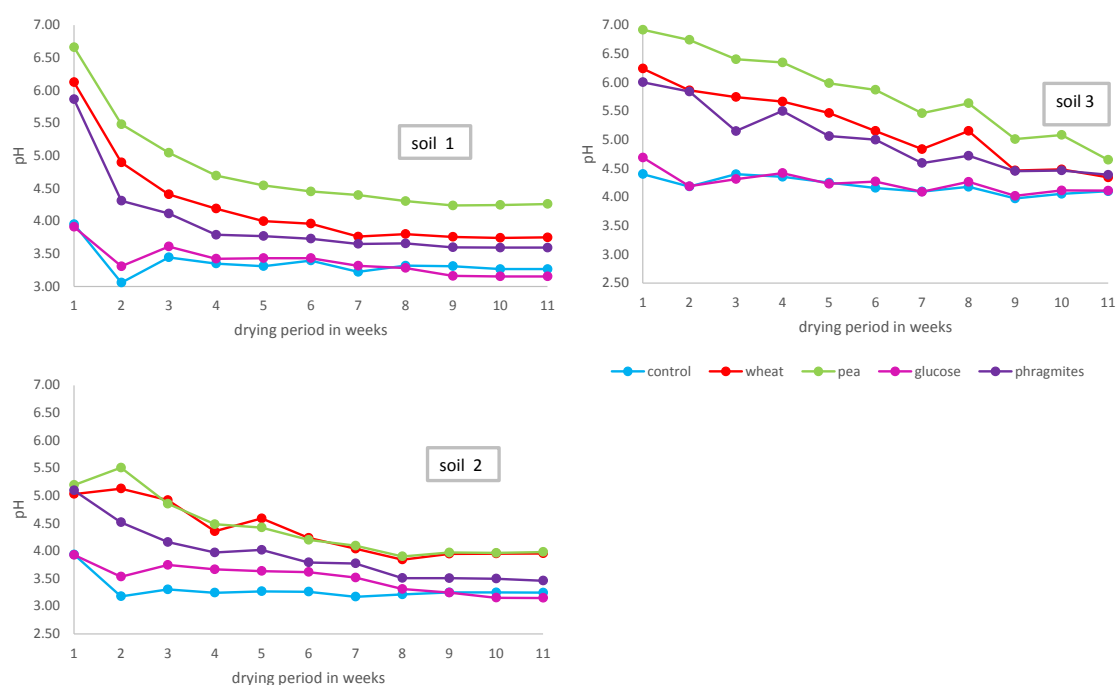 7.00
6.50
6.00
5.50
5.00
4.50
4.00
3.50
3.00
pH
soil 1
1 2 3 4 5 6 7 8 9 10 11
drying period in weeks
7.00
6.50
6.00
5.50
5.00
4.50
4.00
3.50
3.00
2.50
pH
soil 3
1 2 3 4 5 6 7 8 9 10 11
drying period in weeks
control wheat pea glucose phragmites
7.00
6.50
6.00
5.50
5.00
4.50
4.00
3.50
3.00
2.50
pH
soil 2
1 2 3 4 5 6 7 8 9 10 11
drying period in weeks